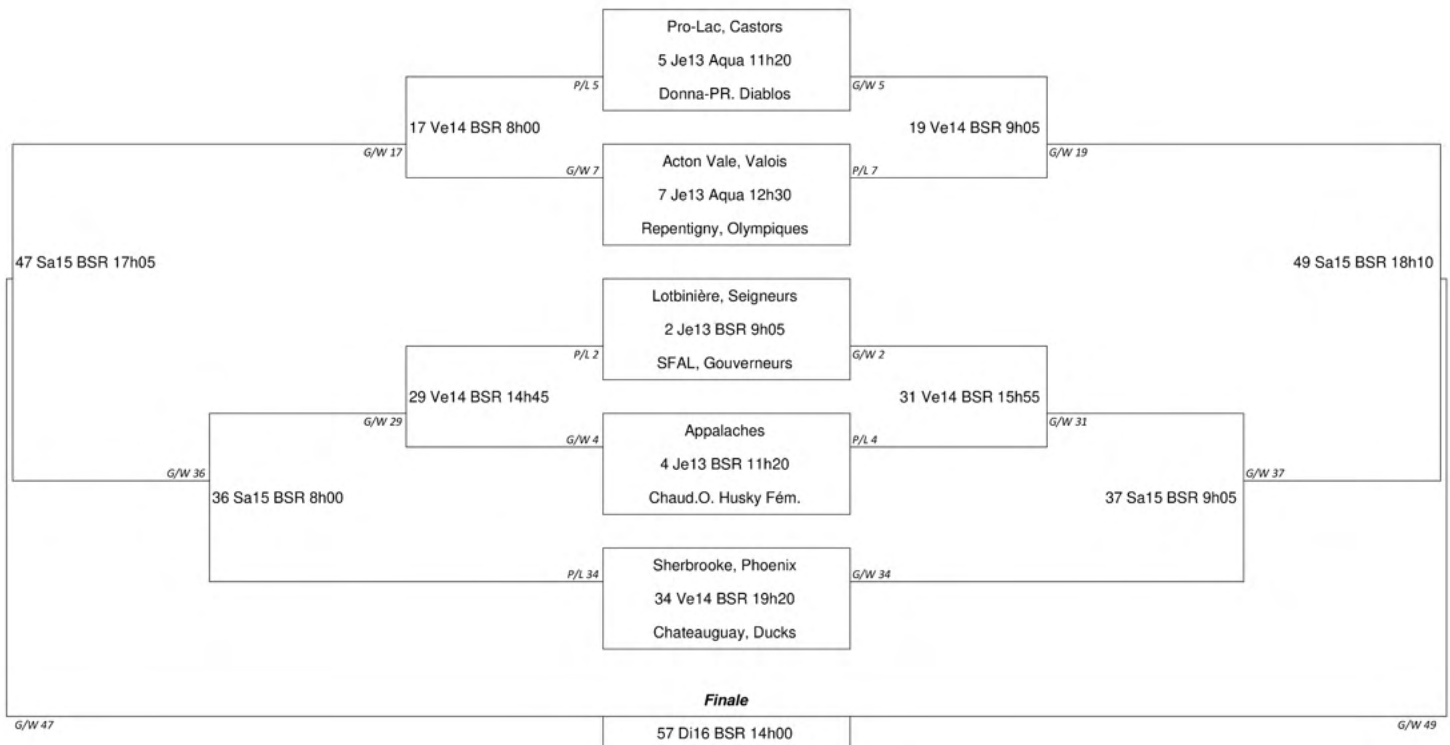 Pro-Lac, Castors
5 Je13 Aqua 11h20
P/L 5
G/W 5
Donna-PR. Diablos
17 Ve14 BSR 8h00
19 Ve14 BSR 9h05
G/W 17
G/W 19
Acton Vale, Valois
G/W 7
P/L 7
7 Je13 Aqua 12h30
Repentigny, Olympiques
47 Sa15 BSR 17h05
49 Sa15 BSR 18h10
Lotbinière, Seigneurs
2 Je13 BSR 9h05
P/L 2
G/W 2
SFAL, Gouverneurs
29 Ve14 BSR 14h45
31 Ve14 BSR 15h55
G/W 29
G/W 31
Appalaches
G/W 4
P/L 4
4 Je13 BSR 11h20
G/W 36
G/W 37
36 Sa15 BSR 8h00
Chaud.O. Husky Fém.
37 Sa15 BSR 9h05
Sherbrooke, Phoenix
P/L 34
G/W 34
34 Ve14 BSR 19h20
Chateauguay, Ducks
Finale
G/W 47
G/W 49
57 Di16 BSR 14h00